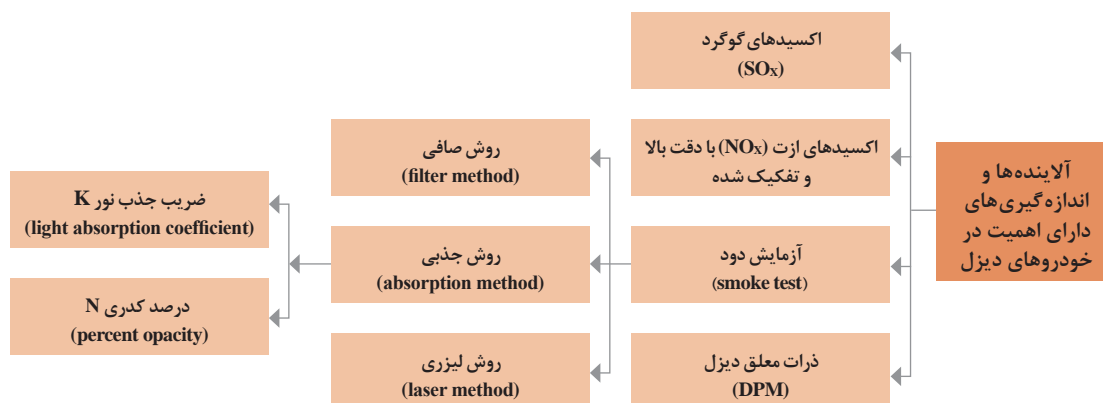 آلاینده‌ها و
اندازه‌گیری‌های
دارای اهمیت در
خودروهای دیزل
اکسیدهای گوگرد
(SOx)
اکسیدهای ازت (NOx) با دقت بالا
و تفکیک شده
آزمایش دود
(smoke test)
ذرات معلق دیزل
(DPM)
روش صافی
(filter method)
روش جذبی
(absorption method)
روش لیزری
(laser method)
ضریب جذب نور K
(light absorption coefficient)
درصد کدری N
(percent opacity)